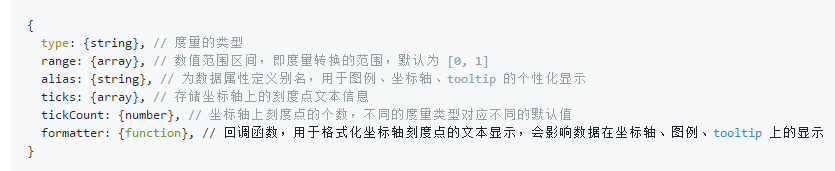 {
type: {string}, // 度量的类型
range: {array}, // 数值范围区间，即度量转换的范围，默认为 [0, 1]
alias: {string}, // 为数据属性定义别名，用于图例、坐标轴、tooltip 的个性化显示
ticks: {array}, // 存储坐标轴上的刻度点文本信息
tickCount: {number}, // 坐标轴上刻度点的个数，不同的度量类型对应不同的默认值
formatter: {function}, // 回调函数，用于格式化坐标轴刻度点的文本显示，会影响数据在坐标轴、图例、tooltip 上的显示
}